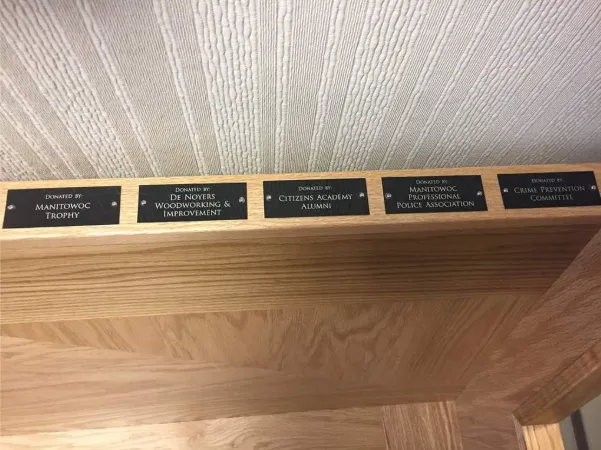 DONATED BY:
MANITOWOC
TROPHY
DONATED BY:
DE NOYERS
WOODWORKING &
IMPROVEMENT
DONATED BY:
CITIZENS ACADEMY
ALUMNI
DONATED BY:
MANITOWOC
PROFESSIONAL
POLICE ASSOCIATION
DONATED BY:
CRIME PREVENTION
COMMITTEE